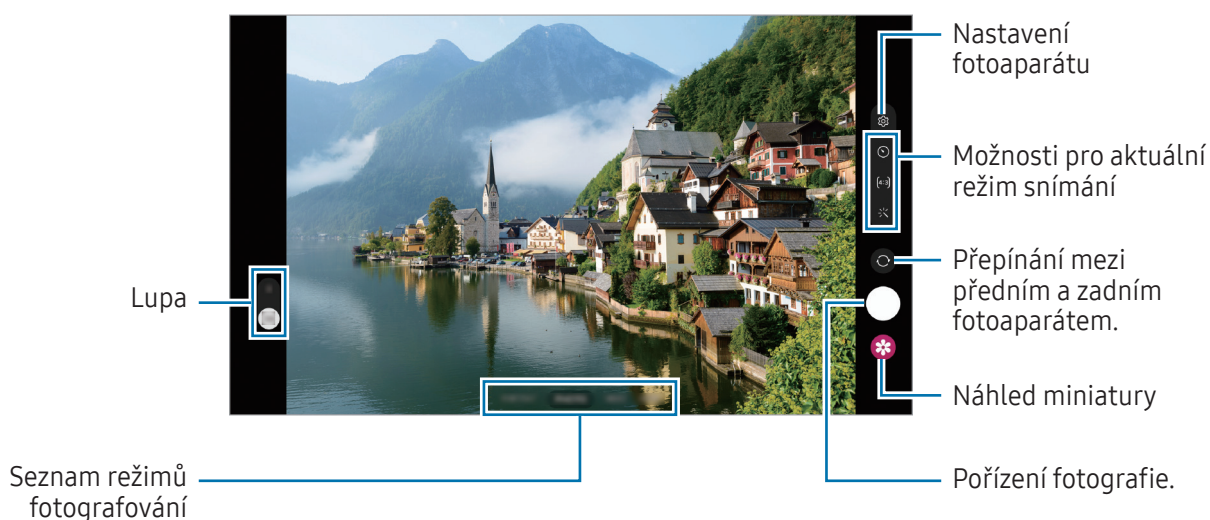 Nastavení
fotoaparátu
Možnosti pro aktuální
režim snímání
Přepínání mezi
předním a zadním
fotoaparátem.
Lupa
Náhled miniatury
Seznam režimů
fotografování
Pořízení fotografie.